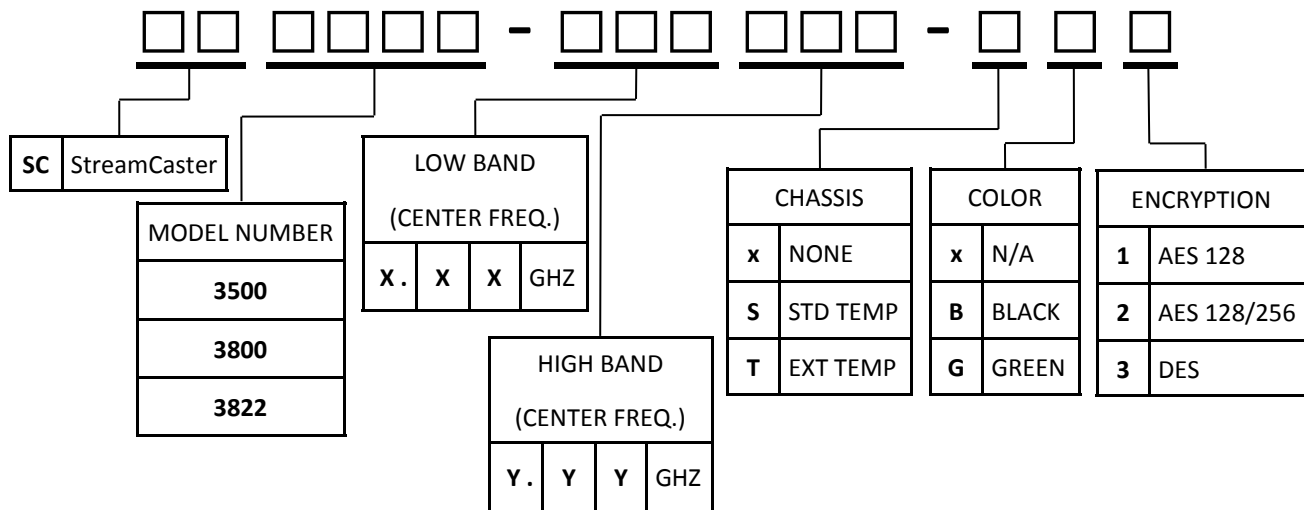 SC StreamCaster
MODEL NUMBER
3500
3800
3822
LOW BAND
(CENTER FREQ.)
X. X X GHZ
HIGH BAND
(CENTER FREQ.)
Y. Y Y GHZ
CHASSIS
x NONE
S STD TEMP
T EXT TEMP
COLOR
x N/A
B BLACK
G GREEN
ENCRYPTION
1 AES 128
2 AES 128/256
3 DES